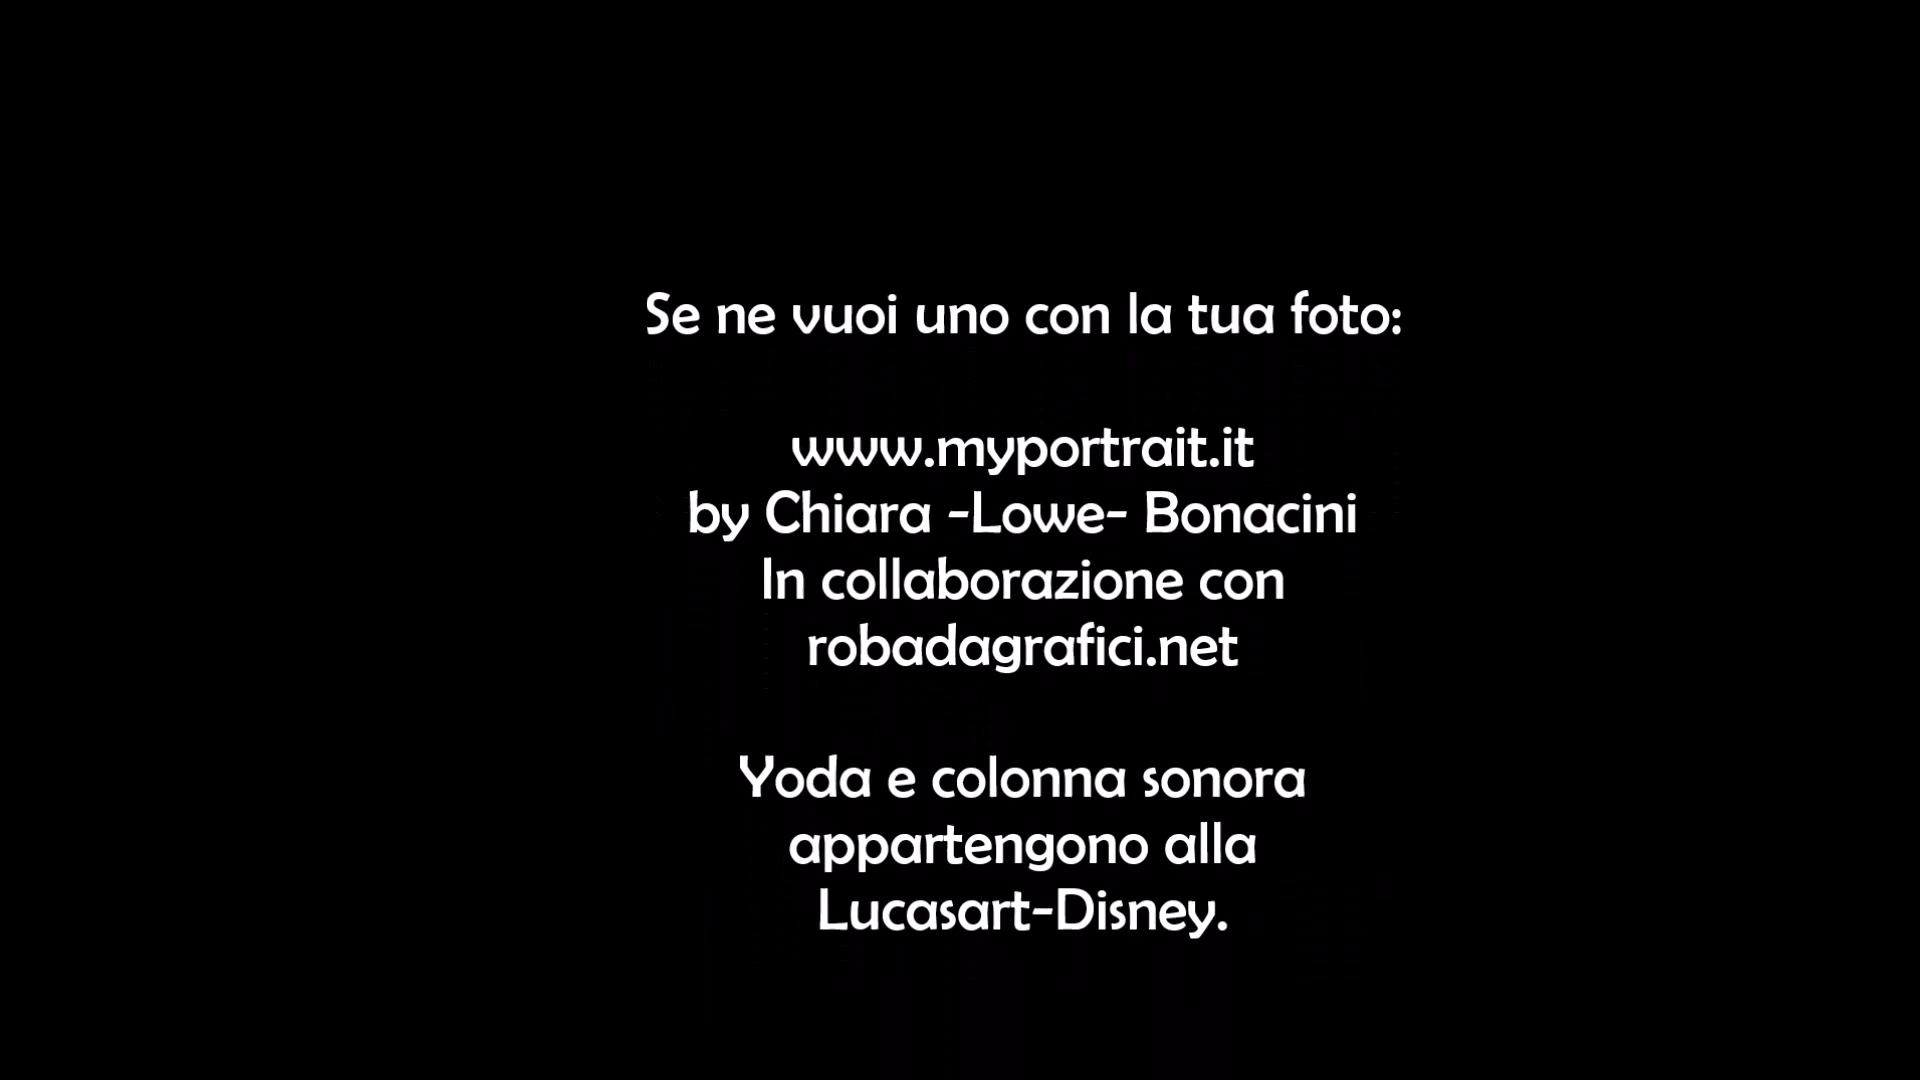 Se ne vuoi uno con la tua foto:
www.myportrait.it
by Chiara -Lowe- Bonacini
In collaborazione con
robadagrafici.net
Yoda e colonna sonora
appartengono alla
Lucasart-Disney.